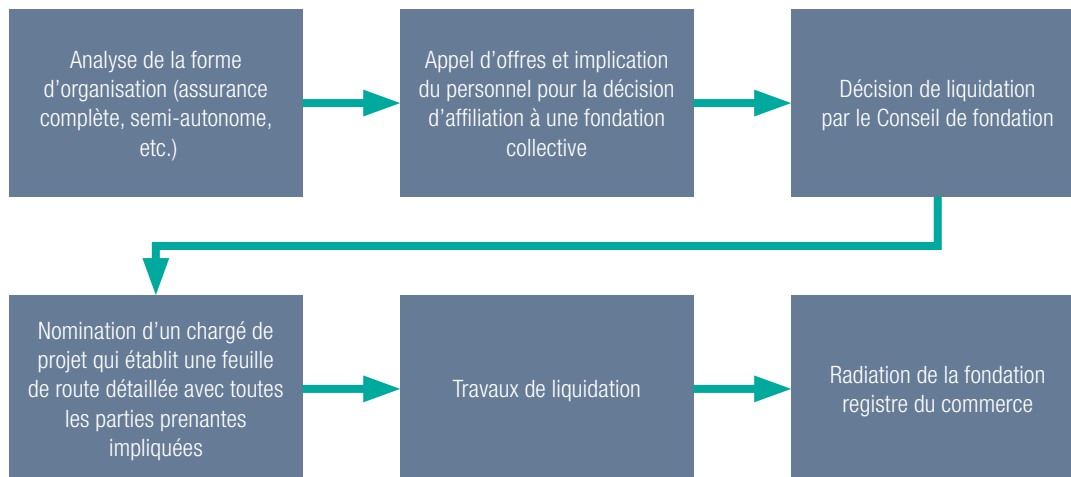 Analyse de la forme
d’organisation (assurance
complète, semi-autonome,
etc.)
Appel d’offres et implication
du personnel pour la décision
d’affiliation à une fondation
collective
Décision de liquidation
par le Conseil de fondation
Nomination d’un chargé de
projet qui établit une feuille
de route détaillée avec toutes
les parties prenantes
impliquées
Travaux de liquidation
Radiation de la fondation
registre du commerce